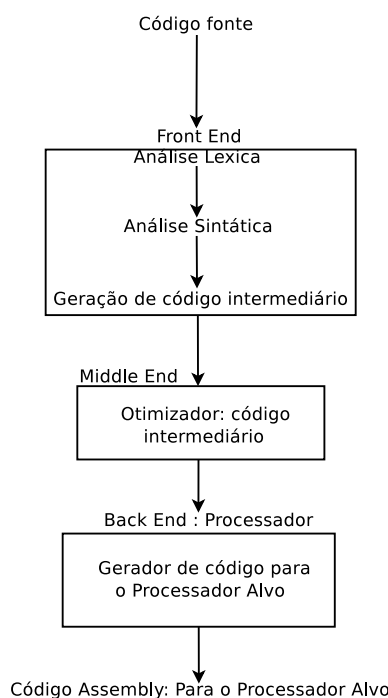 Código fonte
Front End
Análise Lexica
Análise Sintática
Geração de código intermediário
Middle End
Otimizador: código
intermediário
Back End : Processador
Gerador de código para
o Processador Alvo
Código Assembly: Para o Processador Alvo